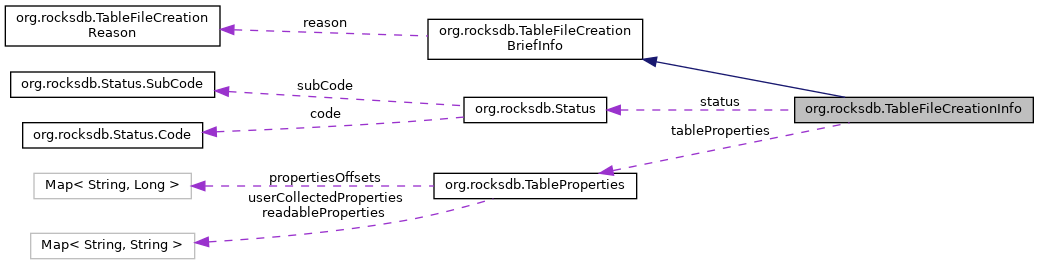 org.rocksdb.TableFileCreation
Reason
reason
org.rocksdb.TableFileCreation
BriefInfo
org.rocksdb.Status.SubCode
subCode
org.rocksdb.Status
status
org.rocksdb.TableFileCreationInfo
code
org.rocksdb.Status.Code
tableProperties
Map< String, Long >
propertiesOffsets
org.rocksdb.TableProperties
userCollectedProperties
readableProperties
Map< String, String >